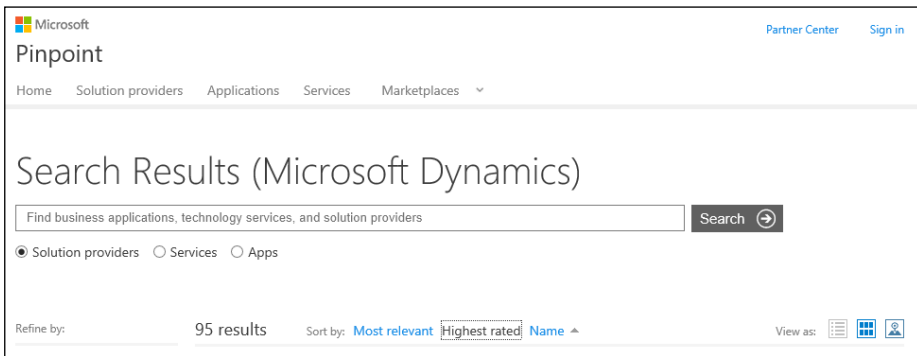 Microsoft
Partner Center Sign in
Pinpoint
Home Solution providers Applications Services Marketplaces
Search Results (Microsoft Dynamics)
Find business applications, technology services, and solution providers Search
Solution providers Services Apps
Refine by: 95 results Sort by: Most relevant Highest rated Name View as: